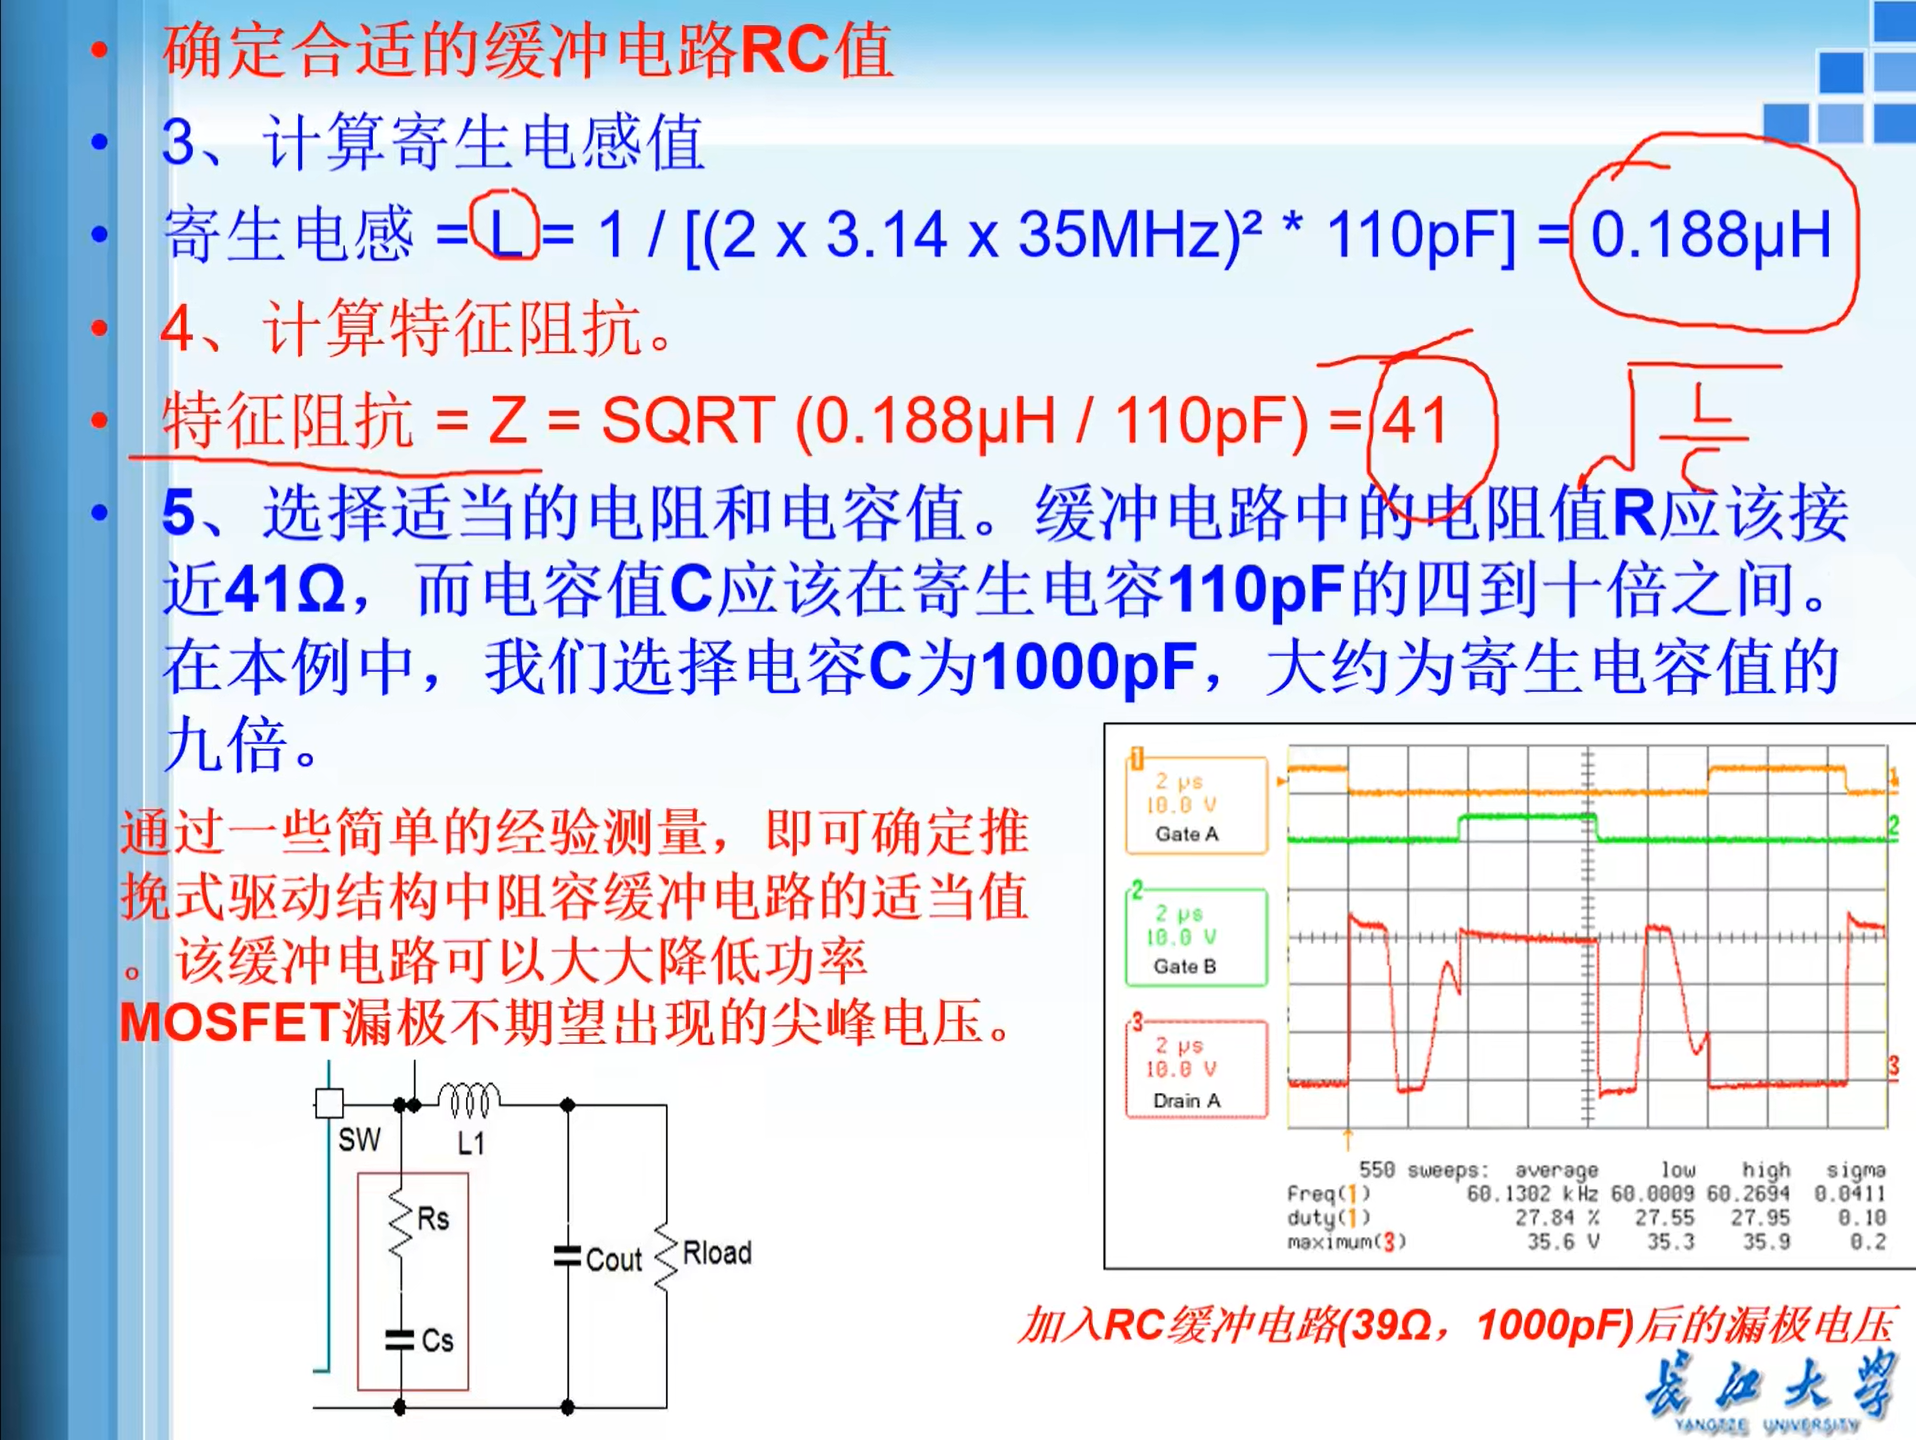 确定合适的缓冲电路RC值
3、计算寄生电感值
寄生电感 = L = 1 / [(2 x 3.14 x 35MHz)² * 110pF] = 0.188µH
4、计算特征阻抗。
特征阻抗 = Z = SQRT (0.188µH / 110pF) = 41
L
C
5、选择适当的电阻和电容值。缓冲电路中的电阻值R应该接
近41Ω，而电容值C应该在寄生电容110pF的四到十倍之间。
在本例中，我们选择电容C为1000pF，大约为寄生电容值的
九倍。
通过一些简单的经验测量，即可确定推
挽式驱动结构中阻容缓冲电路的适当值
。该缓冲电路可以大大降低功率
MOSFET漏极不期望出现的尖峰电压。
SW
L1
Rs
Cs
Cout
Rload
1
2 µs
10.0 V
Gate A
2
2 µs
10.0 V
Gate B
3
2 µs
10.0 V
Drain A
1
2
3
550 sweeps: average low high sigma
Freq(1) 60.1302 kHz 60.0009 60.2694 0.0411
duty(1) 27.84 % 27.55 27.95 0.10
maximum(3) 35.6 V 35.3 35.9 0.2
加入RC缓冲电路(39Ω，1000pF)后的漏极电压
长江大学
YANGTZE UNIVERSITY